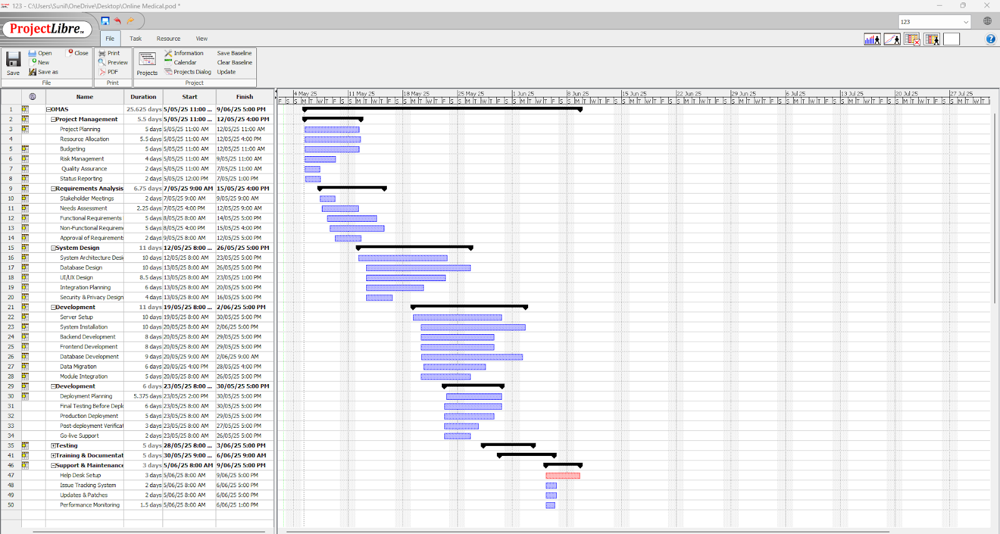 123 - C:\Users\Sunil\OneDrive\Desktop\Online Medical.pod *
ProjectLibre™
123
File Task Resource View
Save Open New Save as Close File
Print Preview PDF Print
Projects Information Calendar Projects Dialog Save Baseline Clear Baseline Update Project
Name Duration Start Finish
4 May 25 11 May 25 18 May 25 25 May 25 1 Jun 25 8 Jun 25 15 Jun 25 22 Jun 25 29 Jun 25 6 Jul 25 13 Jul 25 20 Jul 25 27 Jul 25
F S S M T W T F S S M T W T F S S M T W T F S S M T W T F S S M T W T F S S M T W T F S S M T W T F S S M T W T F S S M T W T F S S M T W T F S S M T W T F S S M T W T F S S M T W T F S S M T W T
1 OMAS 25.625 days 5/05/25 11:00 ... 9/06/25 5:00 PM
2 Project Management 5.5 days 5/05/25 11:00 ... 12/05/25 4:00 PM
3 Project Planning 5 days 5/05/25 11:00 AM 12/05/25 11:00 AM
4 Resource Allocation 5.5 days 5/05/25 11:00 AM 12/05/25 4:00 PM
5 Budgeting 5 days 5/05/25 11:00 AM 12/05/25 11:00 AM
6 Risk Management 4 days 5/05/25 11:00 AM 9/05/25 11:00 AM
7 Quality Assurance 2 days 5/05/25 11:00 AM 7/05/25 11:00 AM
8 Status Reporting 2 days 5/05/25 12:00 PM 7/05/25 1:00 PM
9 Requirements Analysis 6.75 days 7/05/25 9:00 AM 15/05/25 4:00 PM
10 Stakeholder Meetings 2 days 7/05/25 9:00 AM 9/05/25 9:00 AM
11 Needs Assessment 2.25 days 7/05/25 4:00 PM 12/05/25 9:00 AM
12 Functional Requirements 5 days 8/05/25 8:00 AM 14/05/25 5:00 PM
13 Non-Functional Requirem 5 days 8/05/25 4:00 PM 15/05/25 4:00 PM
14 Approval of Requirements 2 days 9/05/25 8:00 AM 12/05/25 5:00 PM
15 System Design 11 days 12/05/25 8:00 ... 26/05/25 5:00 PM
16 System Architecture Desi 10 days 12/05/25 8:00 AM 23/05/25 5:00 PM
17 Database Design 10 days 13/05/25 8:00 AM 26/05/25 5:00 PM
18 UI/UX Design 8.5 days 13/05/25 8:00 AM 23/05/25 1:00 PM
19 Integration Planning 6 days 13/05/25 8:00 AM 20/05/25 5:00 PM
20 Security & Privacy Design 4 days 13/05/25 8:00 AM 16/05/25 5:00 PM
21 Development 11 days 19/05/25 8:00 ... 2/06/25 5:00 PM
22 Server Setup 10 days 19/05/25 8:00 AM 30/05/25 5:00 PM
23 System Installation 10 days 20/05/25 8:00 AM 2/06/25 5:00 PM
24 Backend Development 8 days 20/05/25 8:00 AM 29/05/25 5:00 PM
25 Frontend Development 8 days 20/05/25 8:00 AM 29/05/25 5:00 PM
26 Database Development 9 days 20/05/25 9:00 AM 2/06/25 9:00 AM
27 Data Migration 6 days 20/05/25 4:00 PM 28/05/25 4:00 PM
28 Module Integration 5 days 20/05/25 8:00 AM 26/05/25 5:00 PM
29 Development 6 days 23/05/25 8:00 ... 30/05/25 5:00 PM
30 Deployment Planning 5.375 days 23/05/25 2:00 PM 30/05/25 5:00 PM
31 Final Testing Before Depl 6 days 23/05/25 8:00 AM 30/05/25 5:00 PM
32 Production Deployment 5 days 23/05/25 8:00 AM 29/05/25 5:00 PM
33 Post-deployment Verificat 3 days 23/05/25 8:00 AM 27/05/25 5:00 PM
34 Go-live Support 2 days 23/05/25 8:00 AM 26/05/25 5:00 PM
35 Testing 5 days 28/05/25 8:00 ... 3/06/25 5:00 PM
41 Training & Documentat 5 days 30/05/25 9:00 ... 6/06/25 9:00 AM
46 Support & Maintenance 3 days 5/06/25 8:00 AM 9/06/25 5:00 PM
47 Help Desk Setup 3 days 5/06/25 8:00 AM 9/06/25 5:00 PM
48 Issue Tracking System 2 days 5/06/25 8:00 AM 6/06/25 5:00 PM
49 Updates & Patches 2 days 5/06/25 8:00 AM 6/06/25 5:00 PM
50 Performance Monitoring 1.5 days 5/06/25 8:00 AM 6/06/25 1:00 PM